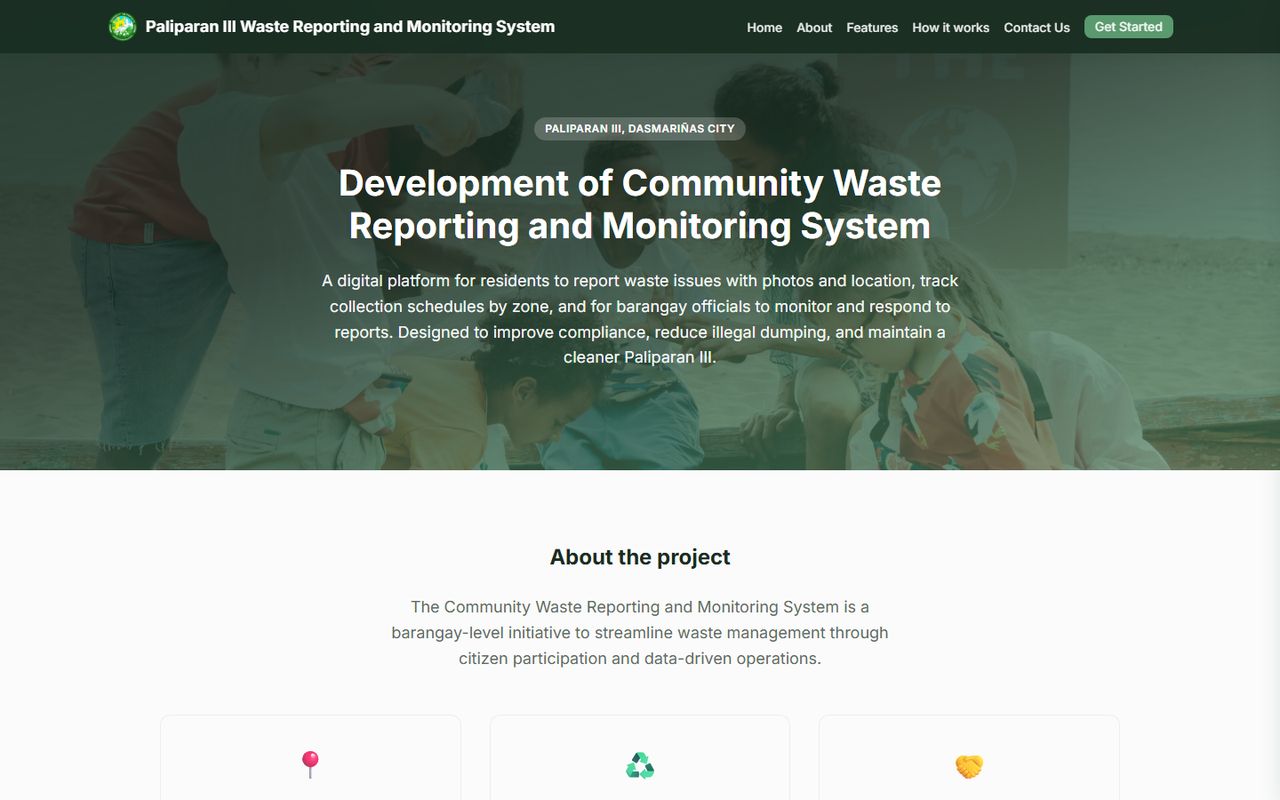 Paliparan III Waste Reporting and Monitoring System
Home About Features How it works Contact Us Get Started
THE
PALIPARAN III, DASMARIÑAS CITY
Development of Community Waste
Reporting and Monitoring System
A digital platform for residents to report waste issues with photos and location, track
collection schedules by zone, and for barangay officials to monitor and respond to
reports. Designed to improve compliance, reduce illegal dumping, and maintain a
cleaner Paliparan III.
About the project
The Community Waste Reporting and Monitoring System is a
barangay-level initiative to streamline waste management through
citizen participation and data-driven operations.